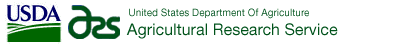 USDA ars United States Department Of Agriculture
Agricultural Research Service